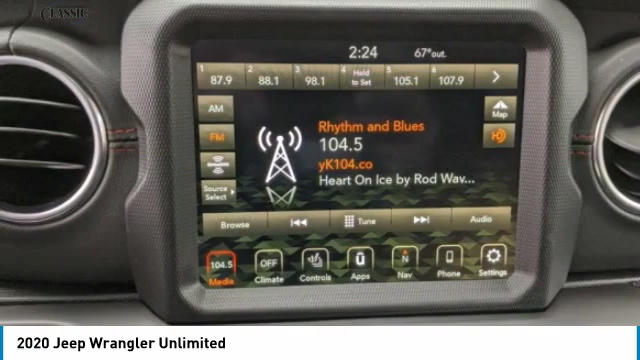 CLASSIC
2:24 67°out.
1 87.9 2 88.1 3 98.1 4 Held to Set 5 105.1 6 107.9
AM
Map
FM
Rhythm and Blues
104.5
yK104.co
Heart On Ice by Rod Wav...
Source Select
Browse Tune Audio
104.5 OFF N
Media Climate Controls Apps Nav Phone Settings
2020 Jeep Wrangler Unlimited